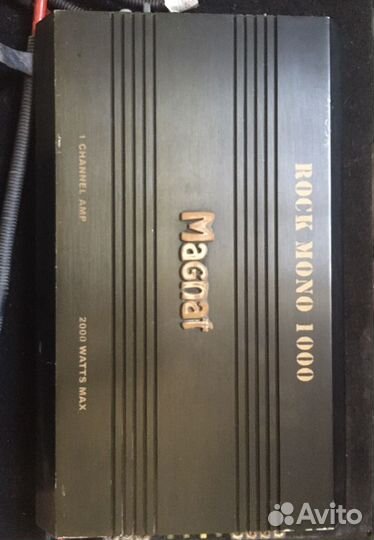 ROCK MONO 1000
Magnat
1 CHANNEL AMP
2000 WATTS MAX
Avito